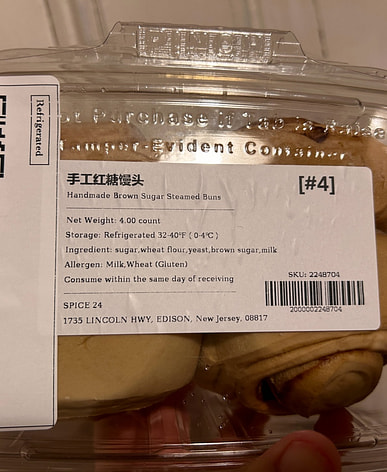 Purchase if
Tamper-Evident Container
Refrigerated
手工红糖馒头
[#4]
Handmade Brown Sugar Steamed Buns
Net Weight: 4.00 count
Storage: Refrigerated 32-40℉ ( 0-4℃ )
Ingredient: sugar,wheat flour,yeast,brown sugar,milk
Allergen: Milk,Wheat (Gluten)
Consume within the same day of receiving
SKU: 2248704
2000002248704
SPICE 24
1735 LINCOLN HWY, EDISON, New Jersey, 08817